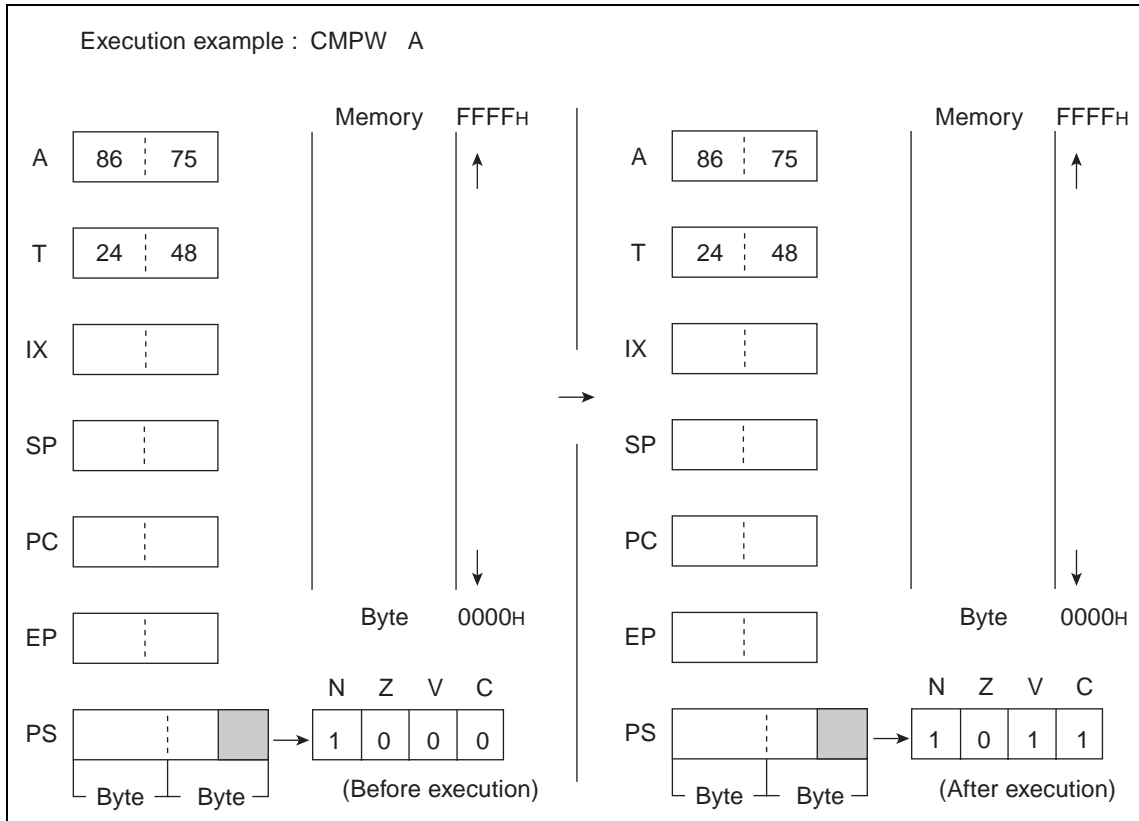 Execution example : CMPW A
Memory FFFFH
A 86 75
T 24 48
IX
SP
PC
EP
Byte 0000H
N Z V C
PS 1 0 0 0
Byte Byte (Before execution)
Memory FFFFH
A 86 75
T 24 48
IX
SP
PC
EP
Byte 0000H
N Z V C
PS 1 0 1 1
Byte Byte (After execution)